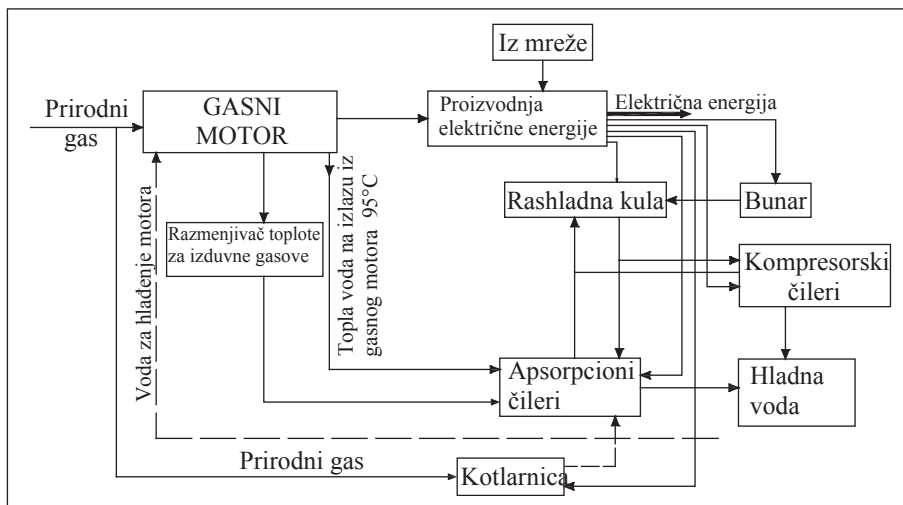 Iz mreže
Prirodni
gas
GASNI
MOTOR
Proizvodnja
električne energije
Električna energija
Rashladna kula
Bunar
Razmenjivač toplote
za izduvne gasove
Voda za hlađenje motora
Topla voda na izlazu iz
gasnog motora 95°C
Kompresorski
čileri
Apsorpcioni
čileri
Hladna
voda
Prirodni gas
Kotlarnica